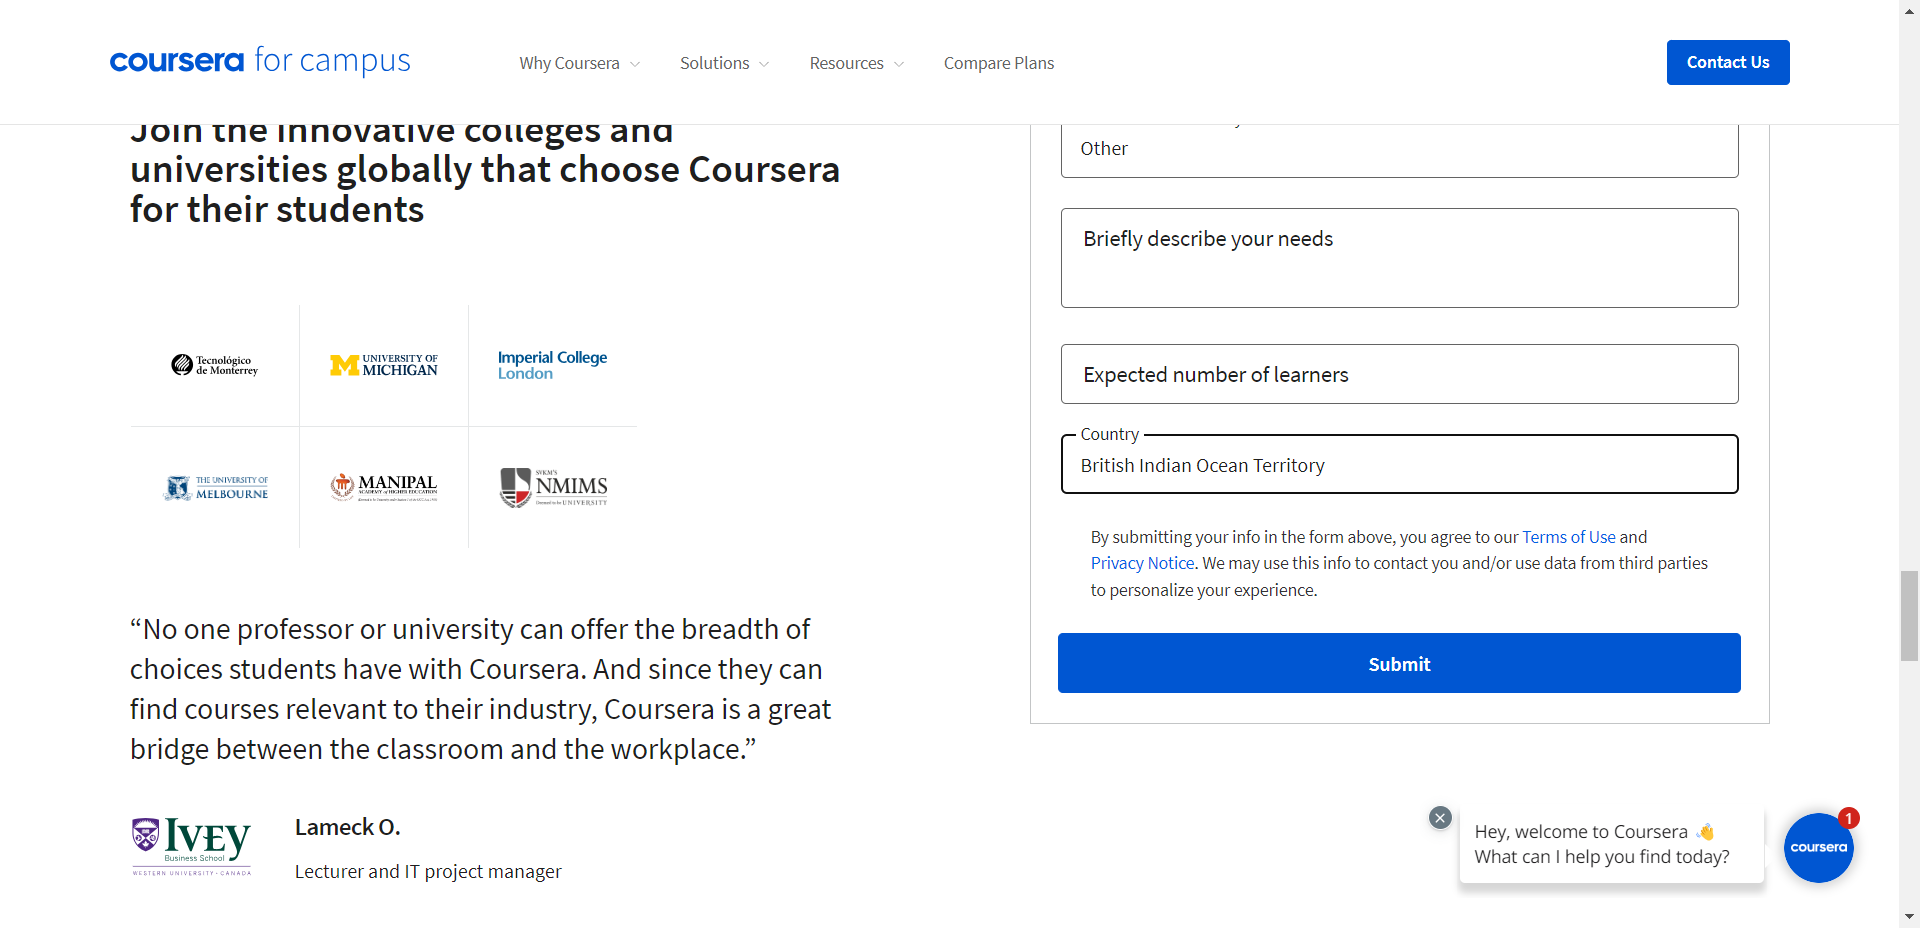 coursera for campus
Why Coursera
Solutions
Resources
Compare Plans
Contact Us
Join the innovative colleges and
universities globally that choose Coursera
for their students
Tecnológico
de Monterrey
M UNIVERSITY OF
MICHIGAN
Imperial College
London
THE UNIVERSITY OF
MELBOURNE
MANIPAL
ACADEMY of HIGHER EDUCATION
SVKM'S
NMIMS
“No one professor or university can offer the breadth of
choices students have with Coursera. And since they can
find courses relevant to their industry, Coursera is a great
bridge between the classroom and the workplace.”
IVEY
Business School
WESTERN UNIVERSITY · CANADA
Lameck O.
Lecturer and IT project manager
Other
Briefly describe your needs
Expected number of learners
Country
British Indian Ocean Territory
By submitting your info in the form above, you agree to our Terms of Use and
Privacy Notice. We may use this info to contact you and/or use data from third parties
to personalize your experience.
Submit
Hey, welcome to Coursera 👋
What can I help you find today?
coursera
1